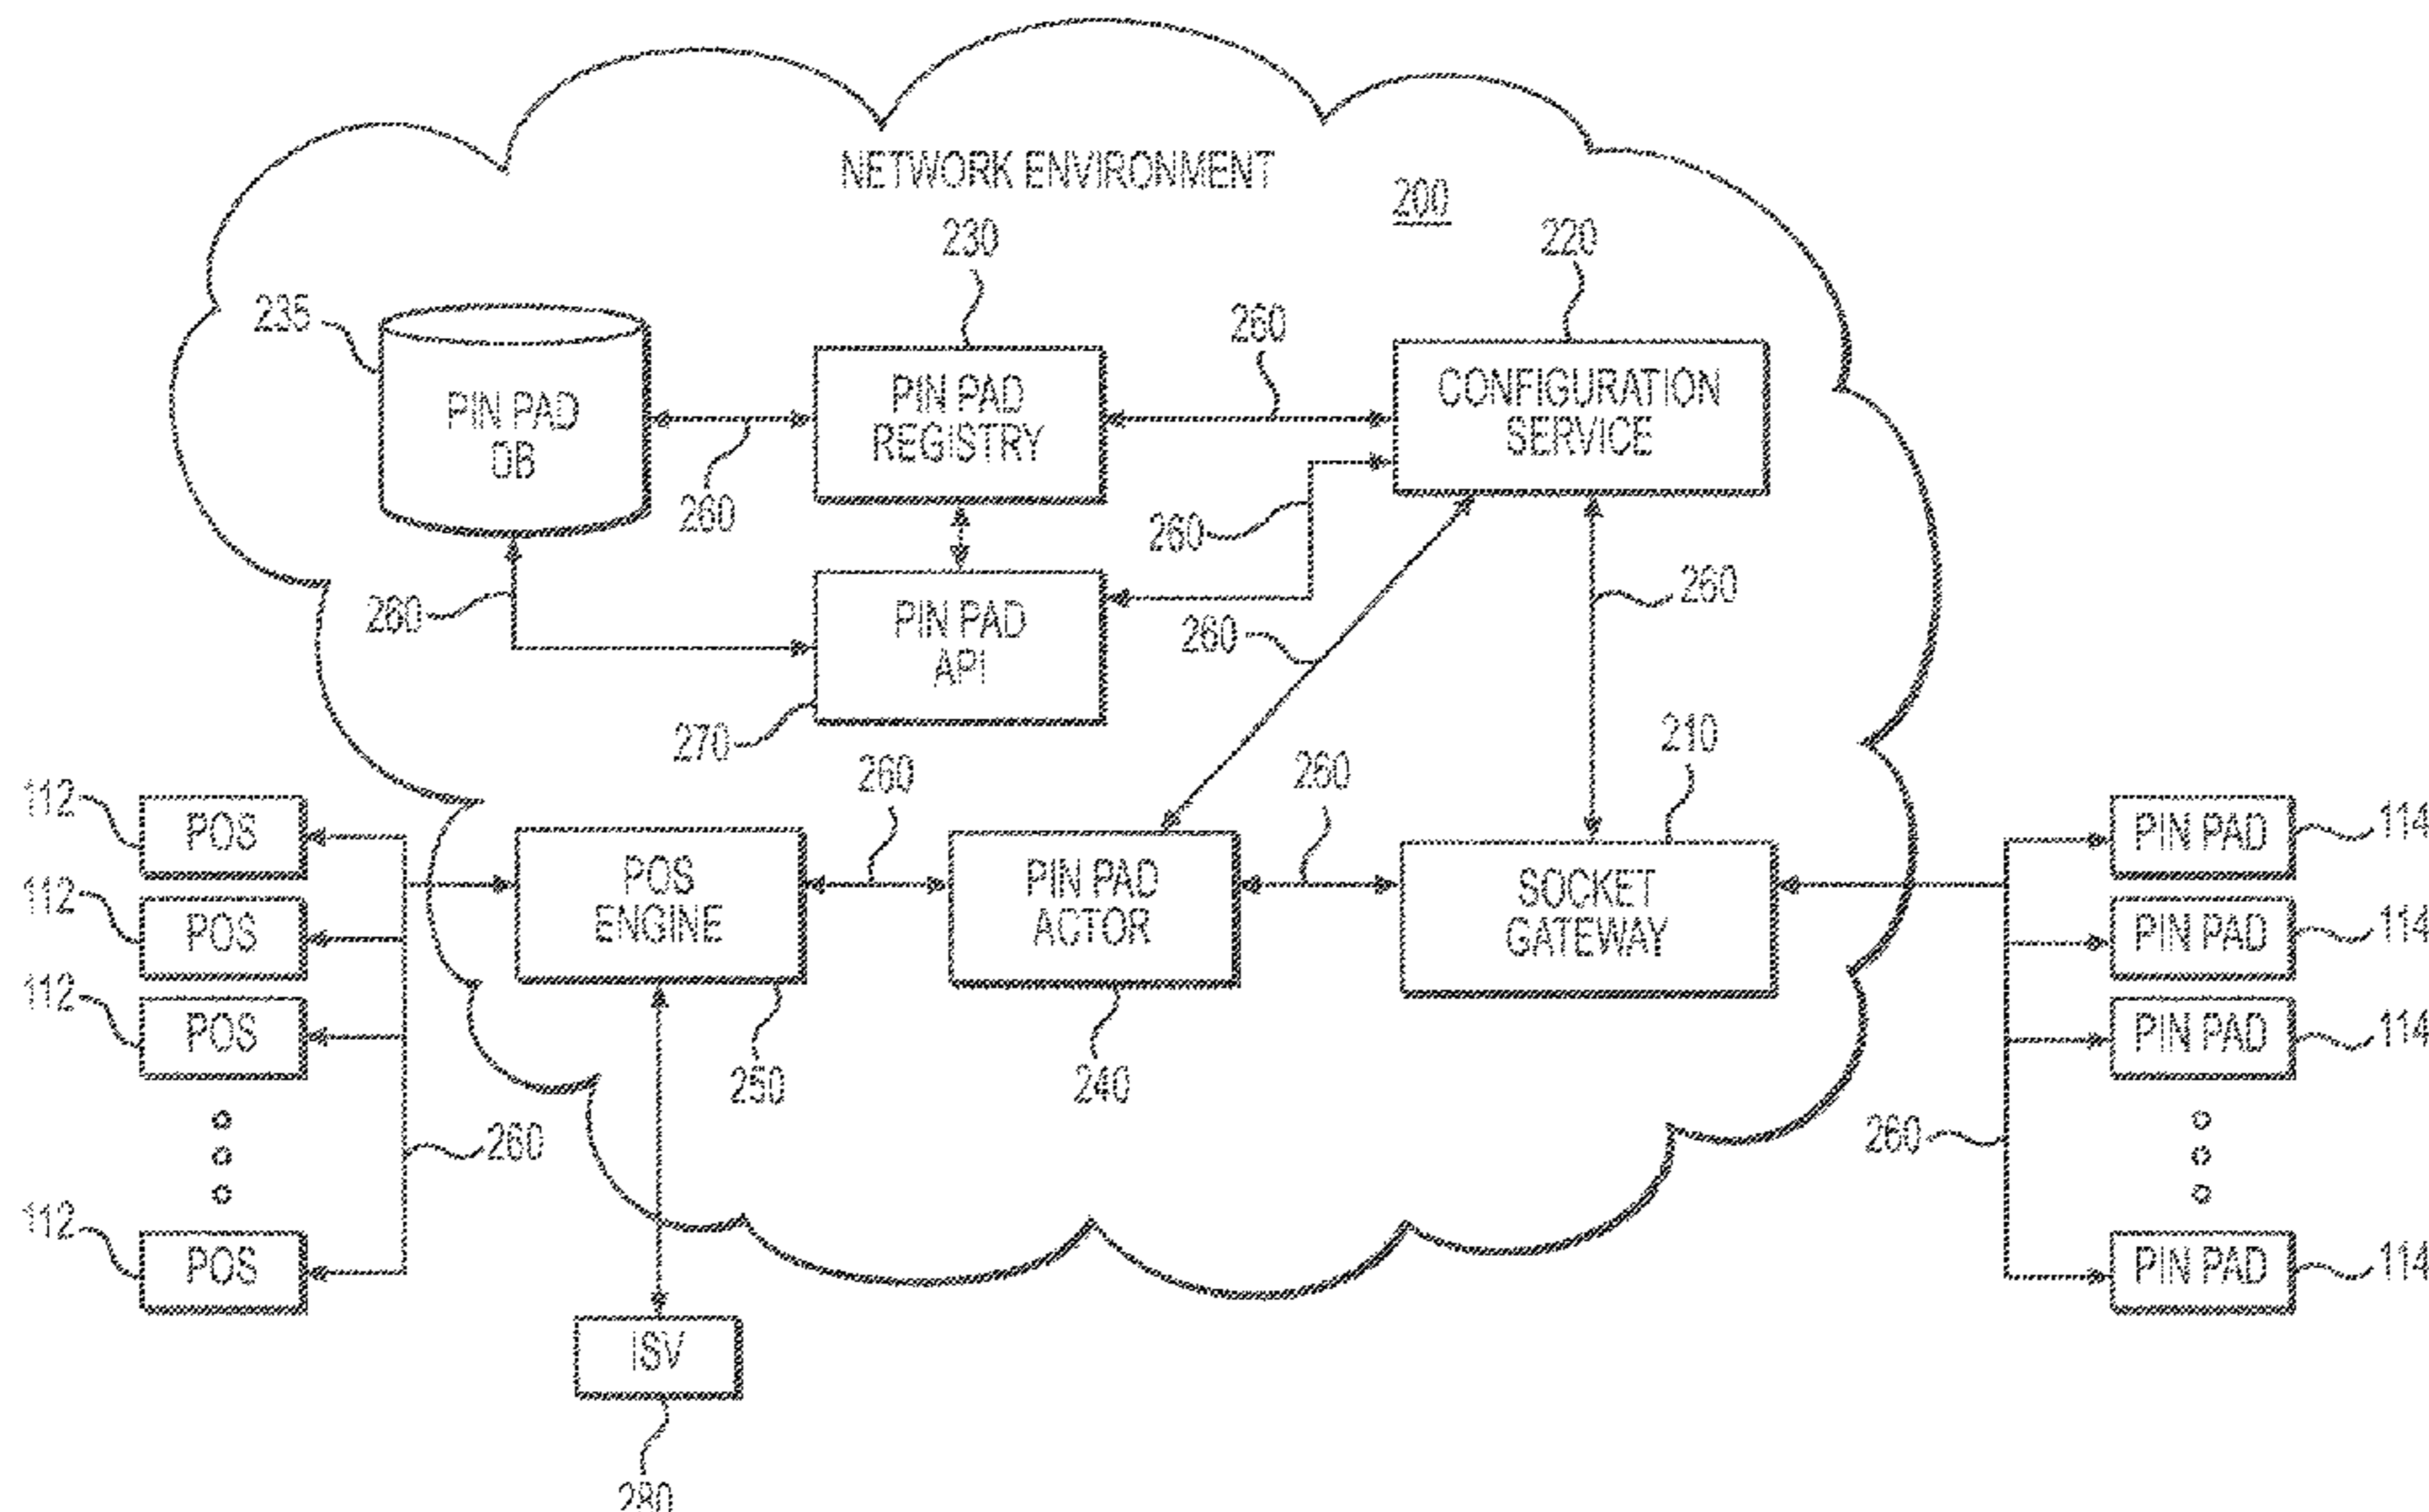 NETWORK ENVIRONMENT
200
230
220
235
260
PIN PAD
DB
PIN PAD
REGISTRY
CONFIGURATION
SERVICE
260
260
260
260
260
PIN PAD
API
270
210
260
260
112
POS
112
POS
112
POS
112
POS
260
POS
ENGINE
250
PIN PAD
ACTOR
240
SOCKET
GATEWAY
PIN PAD
114
PIN PAD
114
PIN PAD
114
260
PIN PAD
114
ISV
280